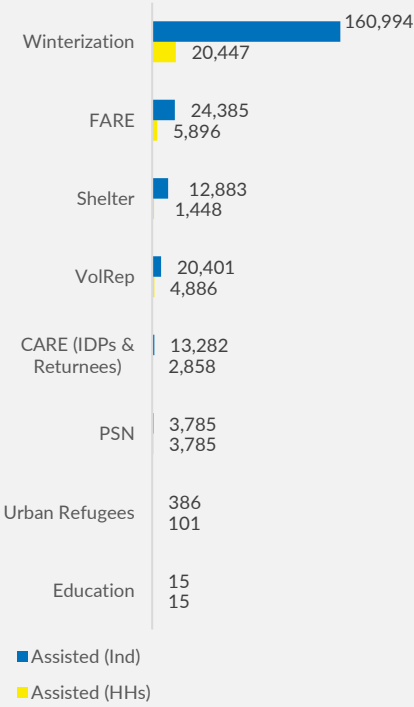 Winterization
160,994
20,447
FARE
24,385
5,896
Shelter
12,883
1,448
VolRep
20,401
4,886
CARE (IDPs &
Returnees)
13,282
2,858
PSN
3,785
3,785
Urban Refugees
386
101
Education
15
15
Assisted (Ind)
Assisted (HHs)